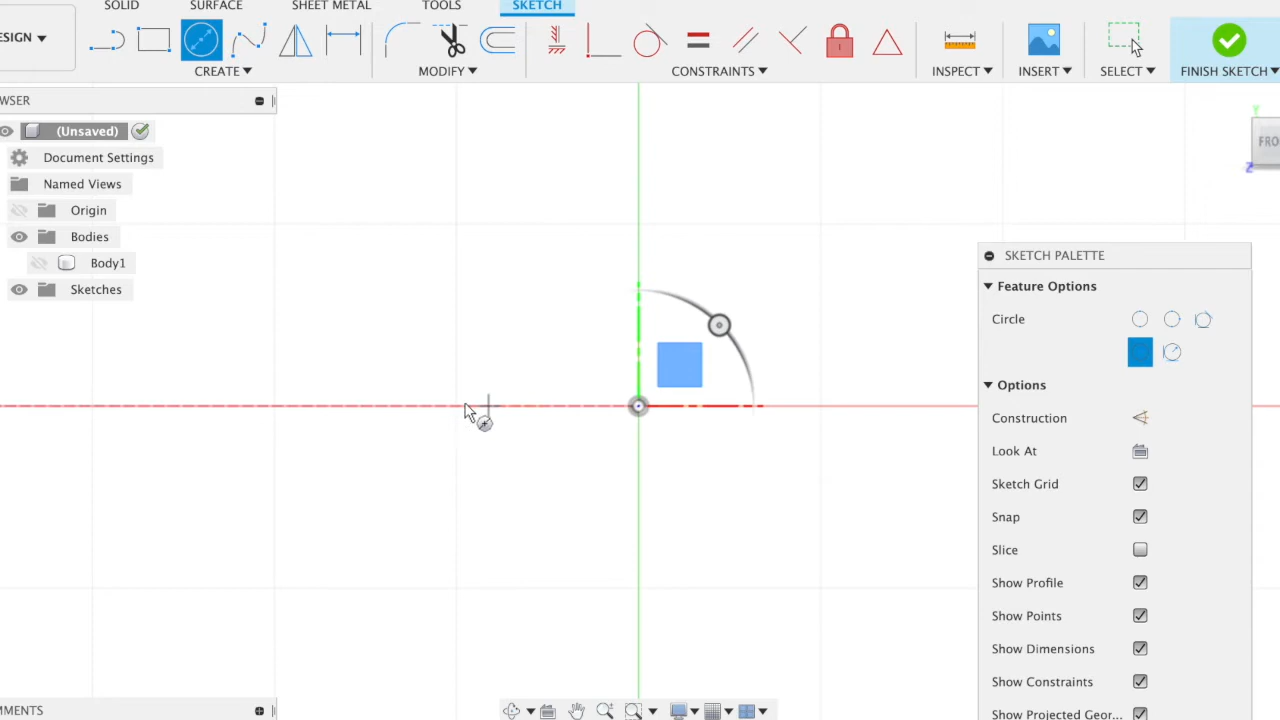 SOLID SURFACE SHEET METAL TOOLS SKETCH
ESIGN
CREATE MODIFY CONSTRAINTS INSPECT INSERT SELECT FINISH SKETCH
WSER
(Unsaved)
Document Settings
Named Views
Origin
Bodies
Body1
Sketches
FRO
Z
Y
SKETCH PALETTE
Feature Options
Circle
Options
Construction
Look At
Sketch Grid
Snap
Slice
Show Profile
Show Points
Show Dimensions
Show Constraints
Show Projected Geor...
MMENTS